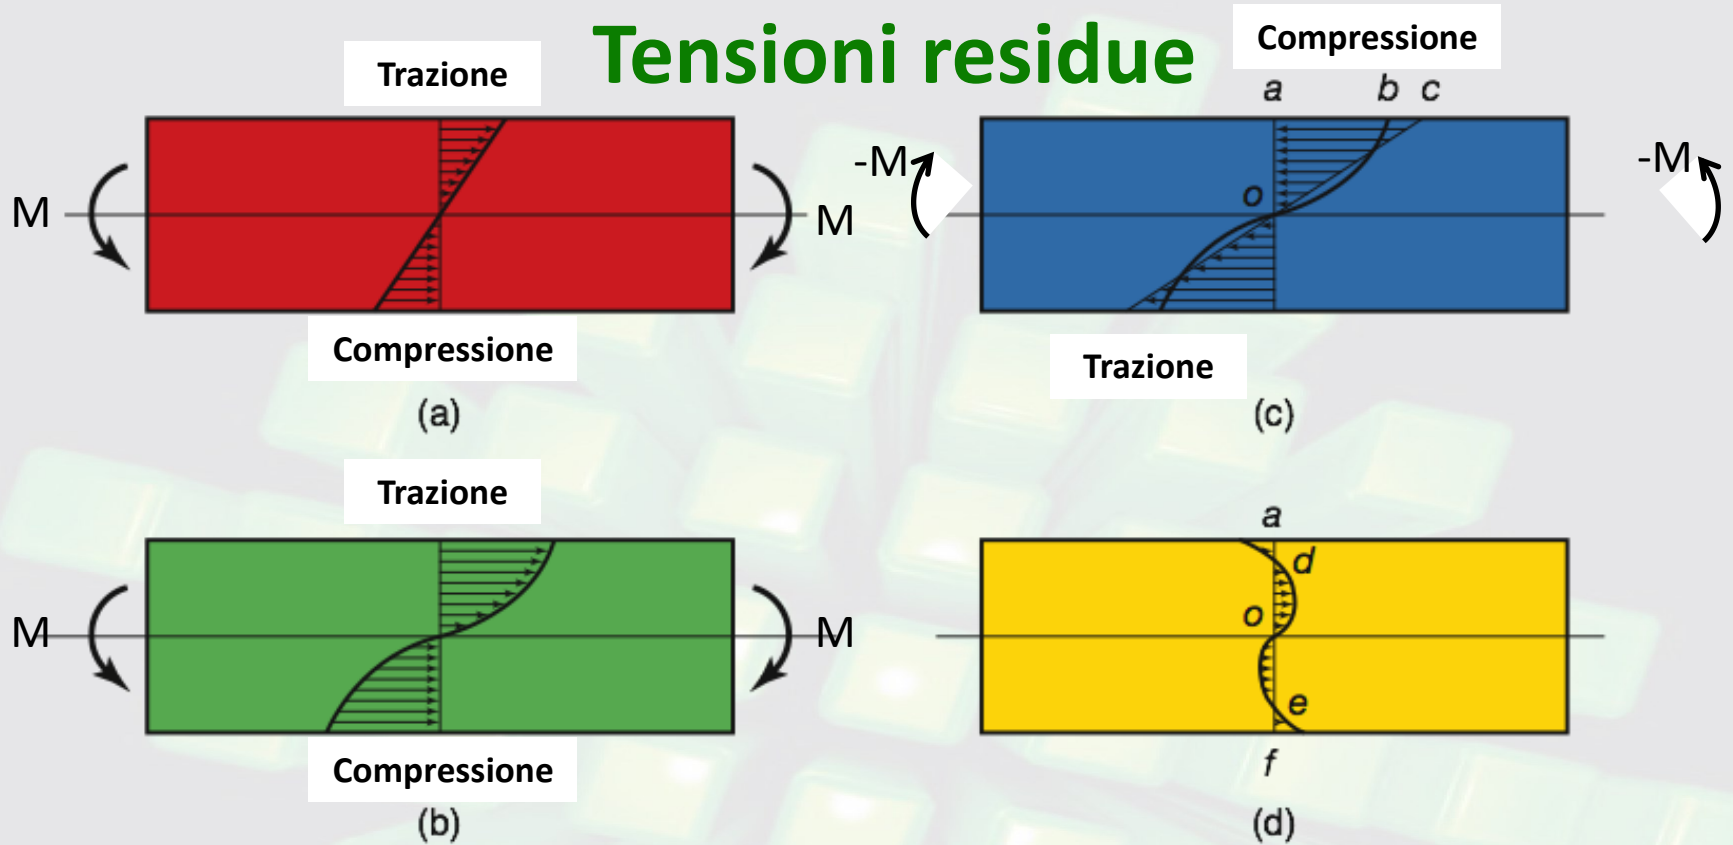 Tensioni residue
Trazione
M
M
Compressione
(a)
Compressione
a b c
-M
-M
o
Trazione
(c)
Trazione
M
M
Compressione
(b)
a
d
o
e
f
(d)